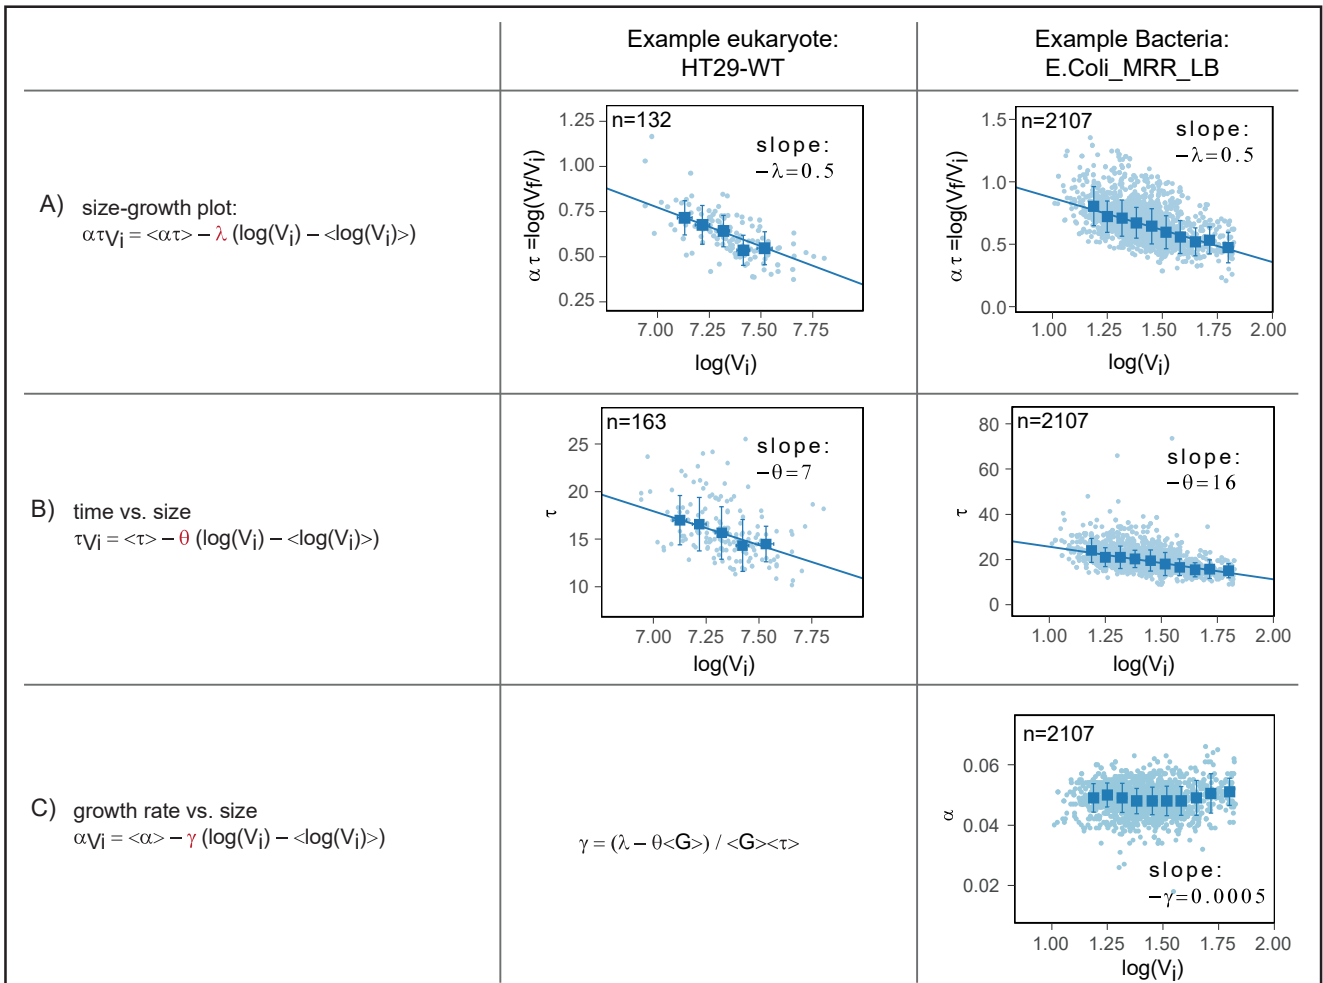 Example eukaryote:
HT29-WT
Example Bacteria:
E.Coli_MRR_LB
A) size-growth plot:
ατVi = <ατ> – λ (log(Vi) – <log(Vi)>)
n=132
slope:
−λ=0.5
α τ =log(Vf/Vi)
1.25
1.00
0.75
0.50
0.25
7.00 7.25 7.50 7.75
log(Vi)
n=2107
slope:
−λ=0.5
α τ =log(Vf/Vi)
1.5
1.0
0.5
0.0
1.00 1.25 1.50 1.75 2.00
log(Vi)
B) time vs. size
τVi = <τ> – θ (log(Vi) – <log(Vi)>)
n=163
slope:
−θ=7
τ
25
20
15
10
7.00 7.25 7.50 7.75
log(Vi)
n=2107
slope:
−θ=16
τ
80
60
40
20
0
1.00 1.25 1.50 1.75 2.00
log(Vi)
C) growth rate vs. size
αVi = <α> – γ (log(Vi) – <log(Vi)>)
γ = (λ – θ<G>) / <G><τ>
n=2107
slope:
−γ=0.0005
α
0.06
0.04
0.02
1.00 1.25 1.50 1.75 2.00
log(Vi)